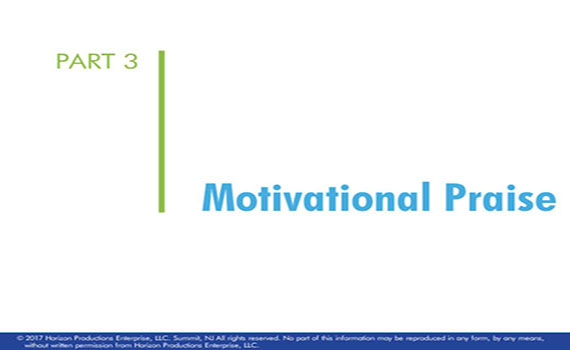 PART 3
Motivational Praise
© 2017 Horizon Productions Enterprise, LLC. Summit, NJ All rights reserved. No part of this information may be reproduced in any form, by any means,
without written permission from Horizon Productions Enterprise, LLC.